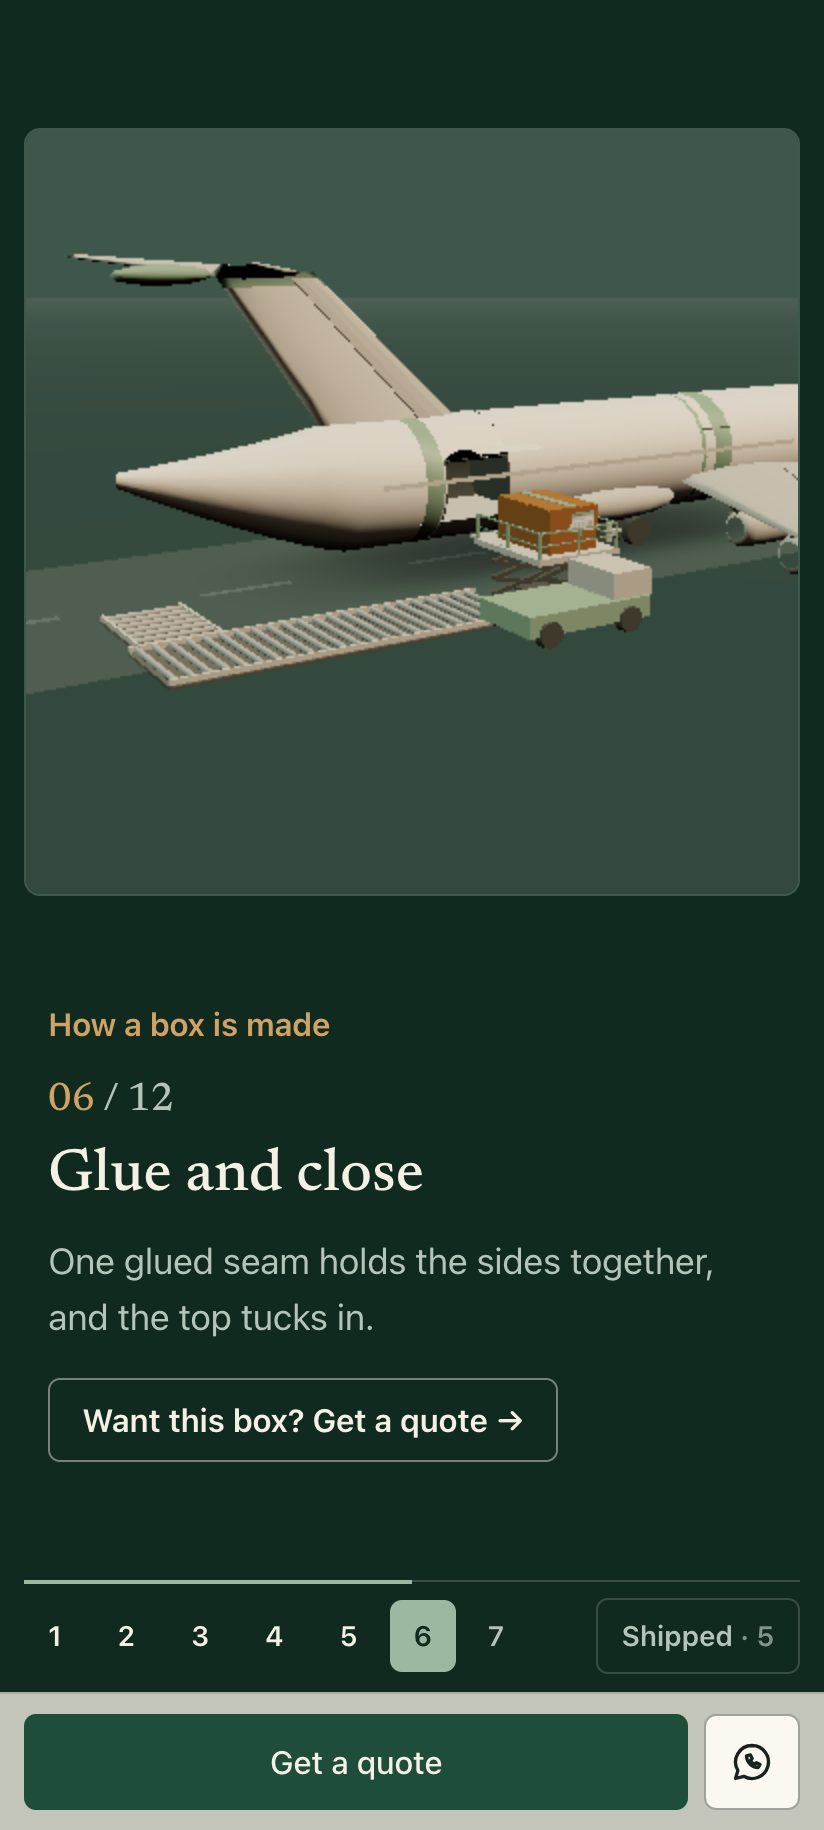 How a box is made
06 / 12
Glue and close
One glued seam holds the sides together,
and the top tucks in.
Want this box? Get a quote →
1 2 3 4 5 6 7 Shipped · 5
Get a quote